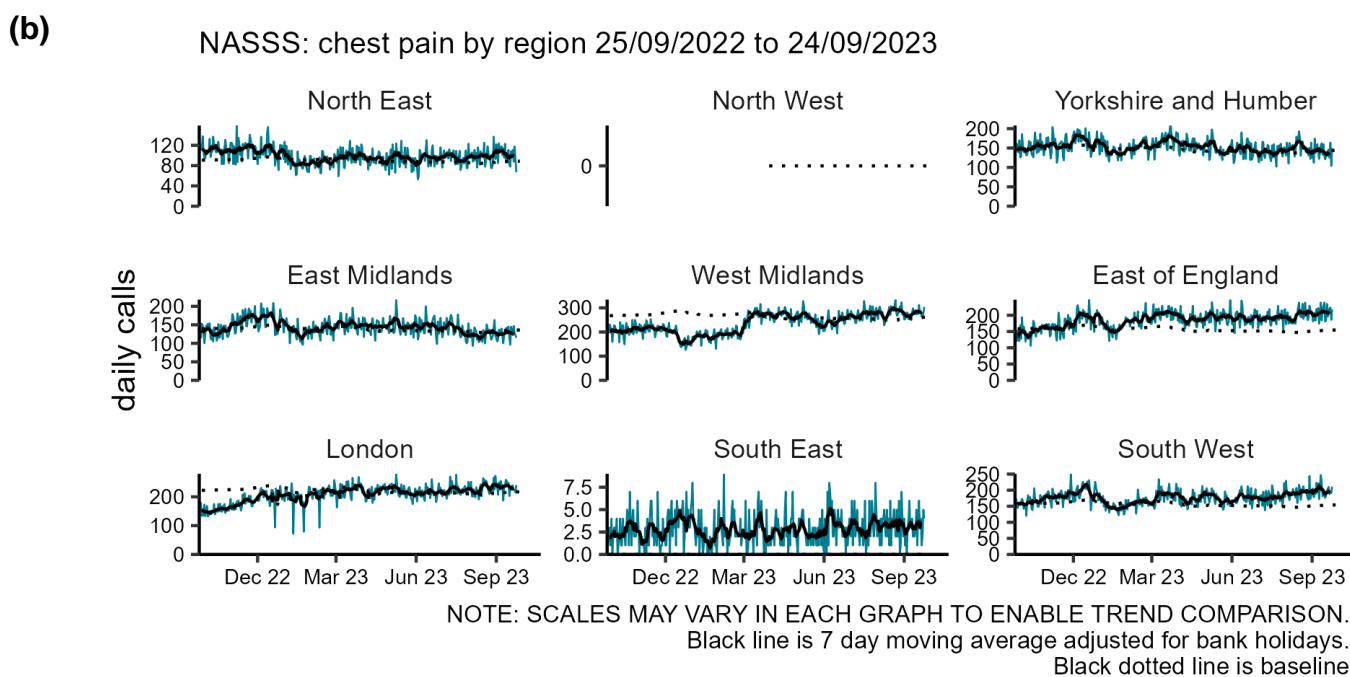 (b)
NASSS: chest pain by region 25/09/2022 to 24/09/2023
daily calls
North East
120
80
40
0
North West
0
Yorkshire and Humber
200
150
100
50
0
East Midlands
200
150
100
50
0
West Midlands
300
200
100
0
East of England
200
150
100
50
0
London
200
100
0
Dec 22 Mar 23 Jun 23 Sep 23
South East
7.5
5.0
2.5
0.0
Dec 22 Mar 23 Jun 23 Sep 23
South West
250
200
150
100
50
0
Dec 22 Mar 23 Jun 23 Sep 23
NOTE: SCALES MAY VARY IN EACH GRAPH TO ENABLE TREND COMPARISON.
Black line is 7 day moving average adjusted for bank holidays.
Black dotted line is baseline